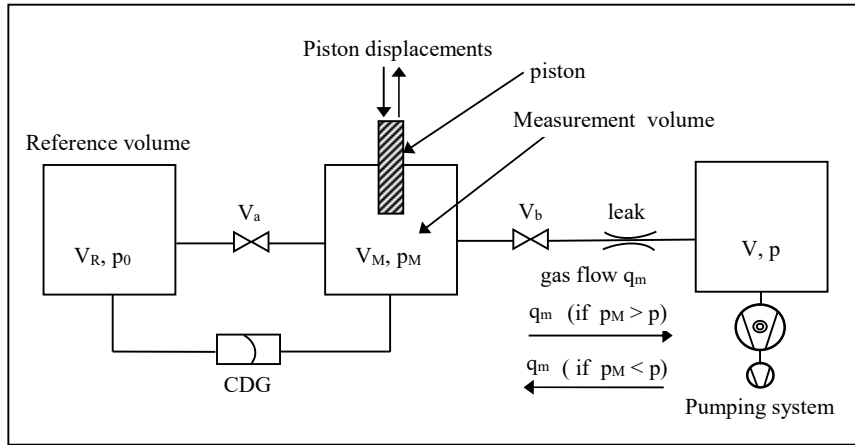 Piston displacements
piston
Measurement volume
Reference volume
Va
Vb
leak
VR, p0
VM, pM
V, p
gas flow qm
qm (if pM > p)
qm ( if pM < p)
CDG
Pumping system